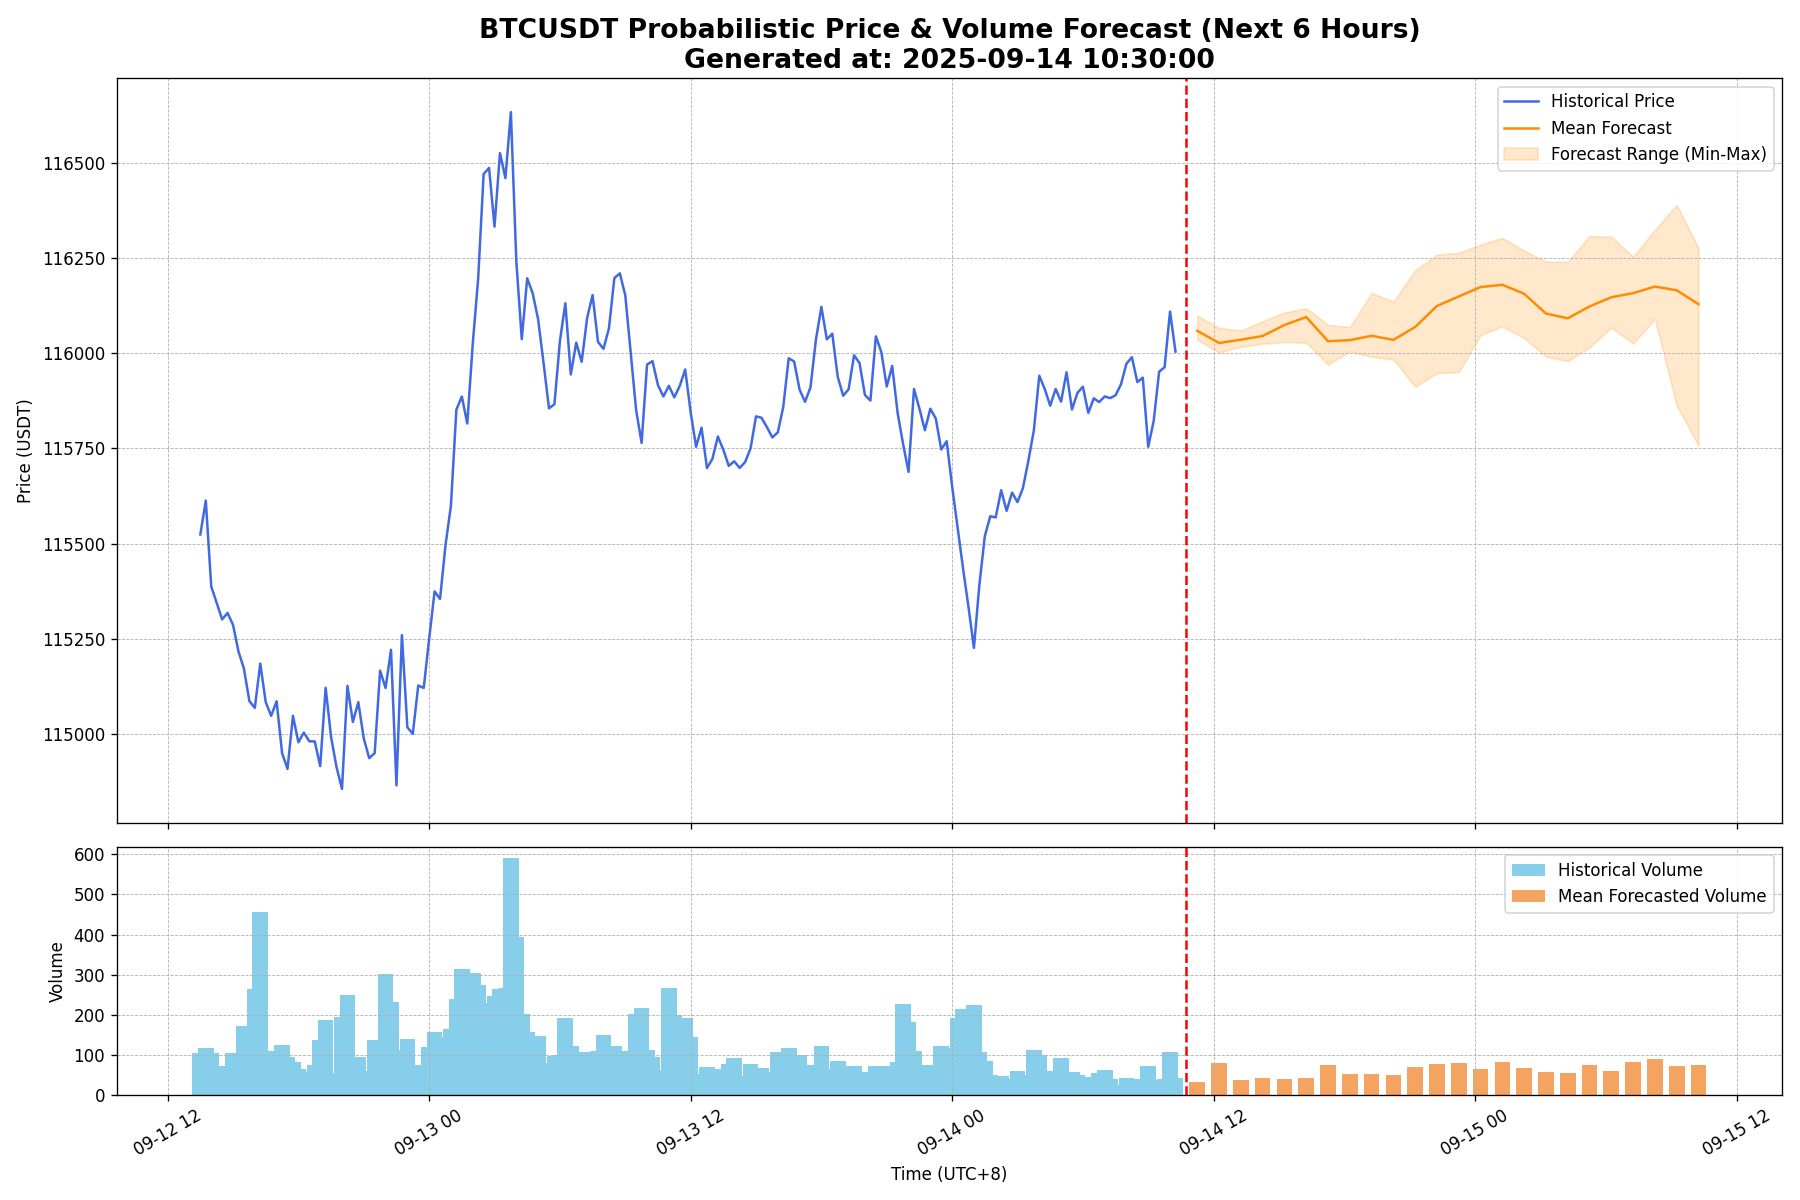 BTCUSDT Probabilistic Price & Volume Forecast (Next 6 Hours)
Generated at: 2025-09-14 10:30:00
Historical Price
Mean Forecast
Forecast Range (Min-Max)
Price (USDT)
116500
116250
116000
115750
115500
115250
115000
Historical Volume
Mean Forecasted Volume
Volume
600
500
400
300
200
100
0
09-12 12
09-13 00
09-13 12
09-14 00
09-14 12
09-15 00
09-15 12
Time (UTC+8)